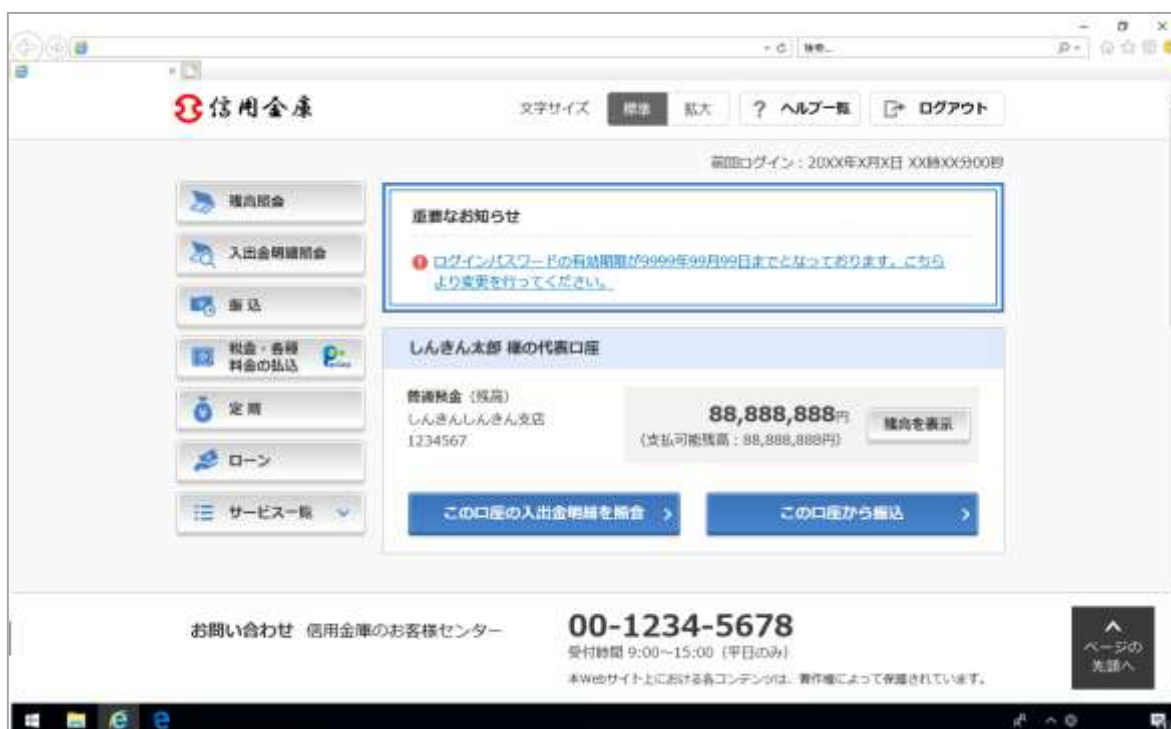 検索...
信用金庫
文字サイズ 標準 拡大 ? ヘルプ一覧 ログアウト
前回ログイン：20XX年X月X日 XX時XX分00秒
残高照会
入出金明細照会
振込
税金・各種
料金の払込
定期
ローン
サービス一覧
重要なお知らせ
ログインパスワードの有効期限が9999年99月99日までとなっております。こちら
より変更を行ってください。
しんきん太郎 様の代表口座
普通預金（残高）
しんきんしんきん支店
1234567
88,888,888円
（支払可能残高：88,888,888円）
残高を表示
この口座の入出金明細を照会
この口座から振込
お問い合わせ 信用金庫のお客様センター
00-1234-5678
受付時間 9:00～15:00（平日のみ）
本Webサイト上における各コンテンツは、著作権によって保護されています。
ページの
先頭へ